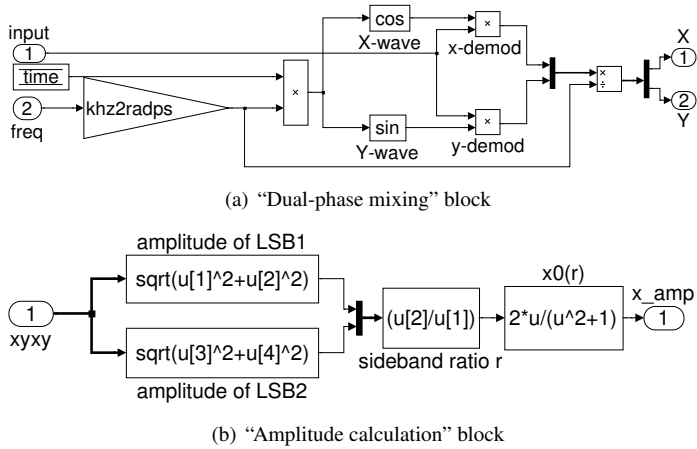 input
1
time
2
freq
khz2radps
×
cos
X-wave
sin
Y-wave
×
x-demod
×
y-demod
×
÷
X
1
2
Y
(a) “Dual-phase mixing” block
amplitude of LSB1
sqrt(u[1]^2+u[2]^2)
1
xyxy
sqrt(u[3]^2+u[4]^2)
amplitude of LSB2
(u[2]/u[1])
sideband ratio r
x0(r)
2*u/(u^2+1)
x_amp
1
(b) “Amplitude calculation” block